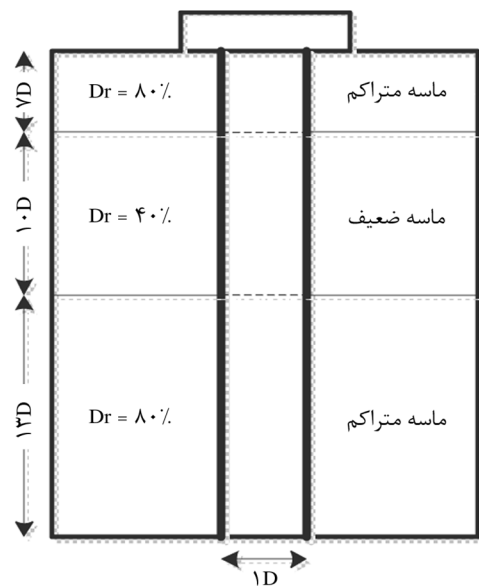 ماسه متراکم
Dr = ۸۰٪
۷D
ماسه ضعیف
Dr = ۴۰٪
۱۰D
ماسه متراکم
Dr = ۸۰٪
۱۳D
۱D